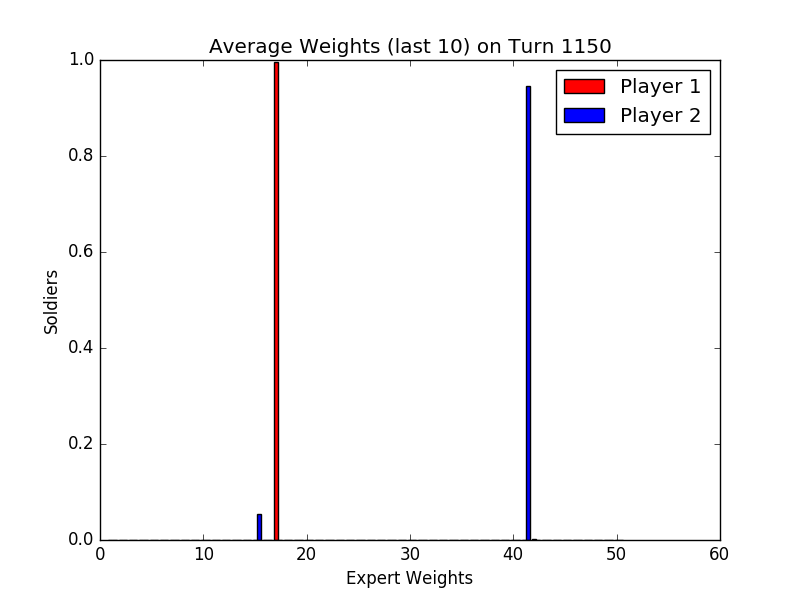 Average Weights (last 10) on Turn 1150
1.0
0.8
0.6
0.4
0.2
0.0
Soldiers
Player 1
Player 2
0 10 20 30 40 50 60
Expert Weights